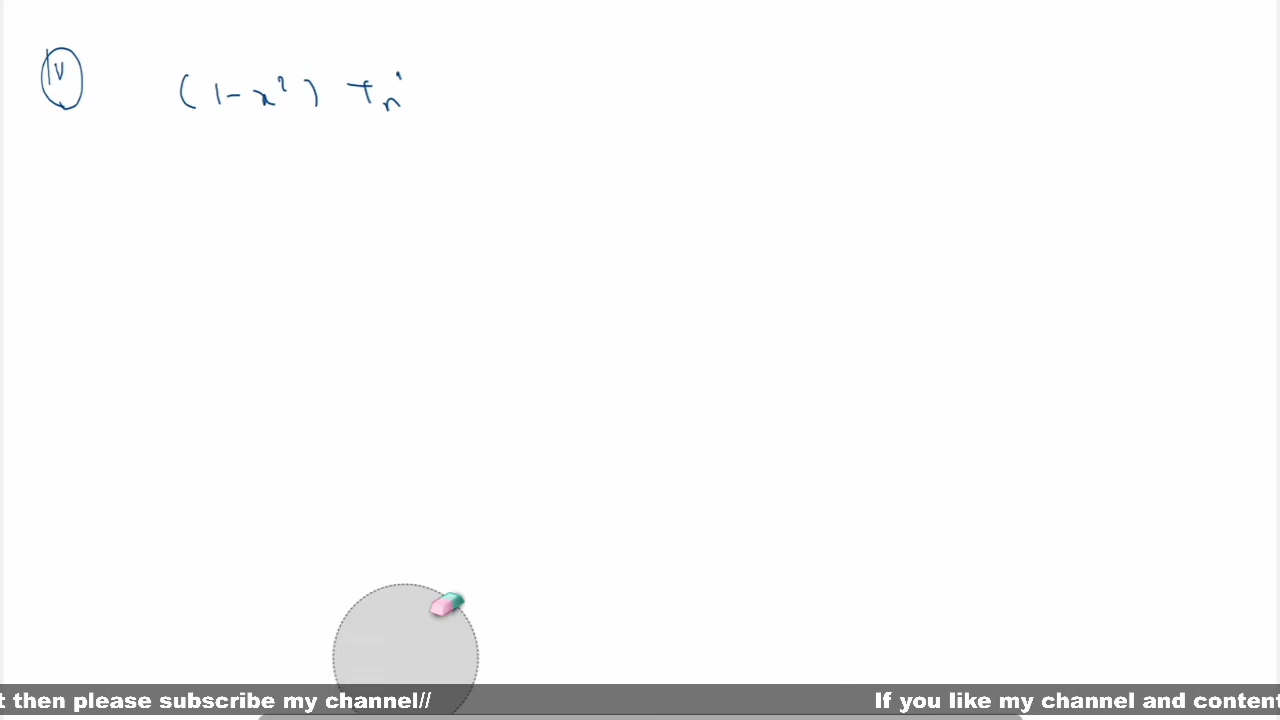 (IV) (1-x²) Tₙ'
t then please subscribe my channel// If you like my channel and content